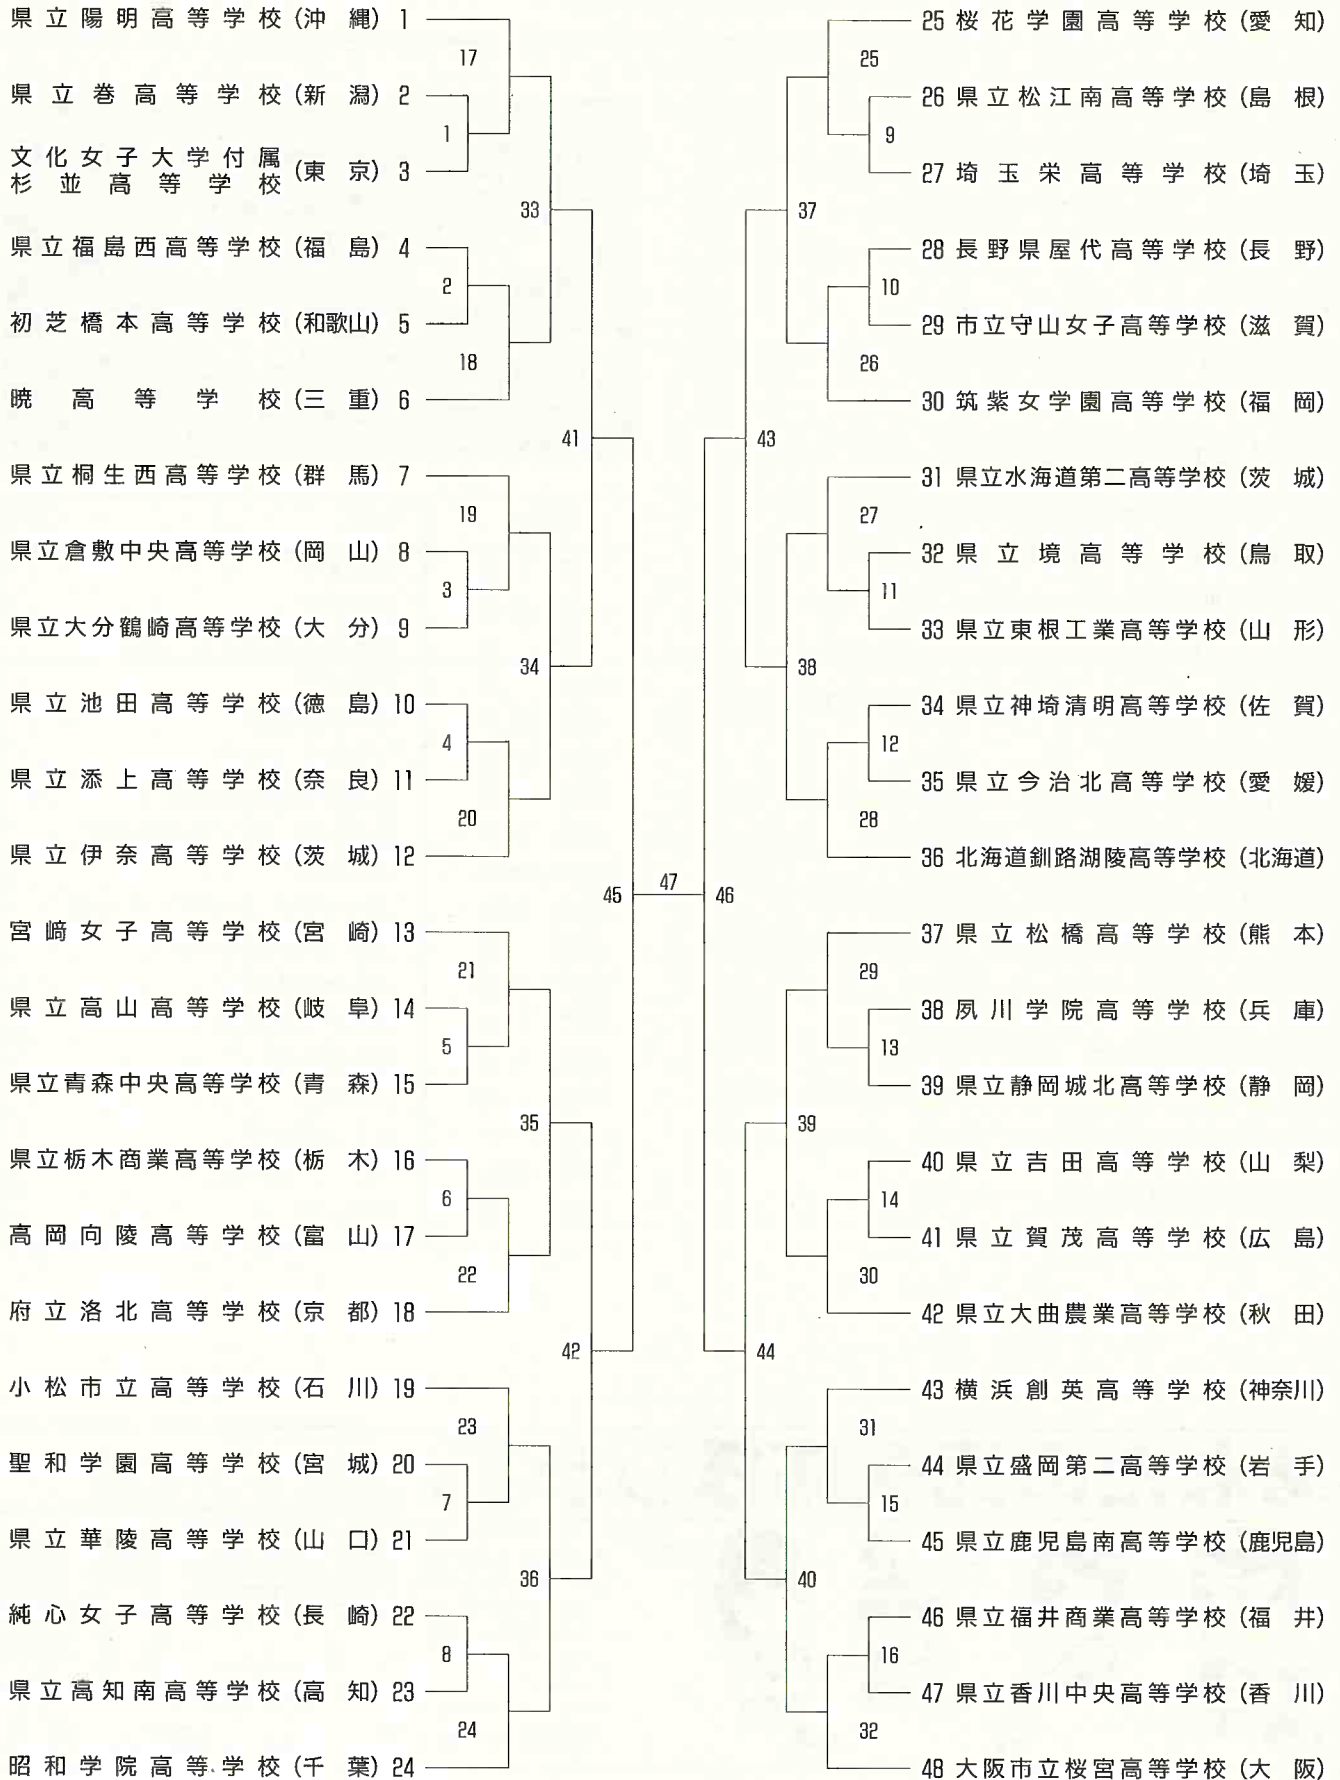 県立陽明高等学校(沖縄) 1
17
県立巻高等学校(新潟) 2
1
文化女子大学付属
杉並高等学校(東京) 3
33
県立福島西高等学校(福島) 4
2
初芝橋本高等学校(和歌山) 5
18
暁高等学校(三重) 6
41
県立桐生西高等学校(群馬) 7
19
県立倉敷中央高等学校(岡山) 8
3
県立大分鶴崎高等学校(大分) 9
34
県立池田高等学校(徳島) 10
4
県立添上高等学校(奈良) 11
20
県立伊奈高等学校(茨城) 12
45
宮﨑女子高等学校(宮崎) 13
21
県立高山高等学校(岐阜) 14
5
県立青森中央高等学校(青森) 15
35
県立栃木商業高等学校(栃木) 16
6
高岡向陵高等学校(富山) 17
22
府立洛北高等学校(京都) 18
42
小松市立高等学校(石川) 19
23
聖和学園高等学校(宮城) 20
7
県立華陵高等学校(山口) 21
36
純心女子高等学校(長崎) 22
8
県立高知南高等学校(高知) 23
24
昭和学院高等学校(千葉) 24
47
25 桜花学園高等学校(愛知)
25
26 県立松江南高等学校(島根)
9
27 埼玉栄高等学校(埼玉)
37
28 長野県屋代高等学校(長野)
10
29 市立守山女子高等学校(滋賀)
26
30 筑紫女学園高等学校(福岡)
43
31 県立水海道第二高等学校(茨城)
27
32 県立境高等学校(鳥取)
11
33 県立東根工業高等学校(山形)
38
34 県立神埼清明高等学校(佐賀)
12
35 県立今治北高等学校(愛媛)
28
36 北海道釧路湖陵高等学校(北海道)
46
37 県立松橋高等学校(熊本)
29
38 夙川学院高等学校(兵庫)
13
39 県立静岡城北高等学校(静岡)
39
40 県立吉田高等学校(山梨)
14
41 県立賀茂高等学校(広島)
30
42 県立大曲農業高等学校(秋田)
44
43 横浜創英高等学校(神奈川)
31
44 県立盛岡第二高等学校(岩手)
15
45 県立鹿児島南高等学校(鹿児島)
40
46 県立福井商業高等学校(福井)
16
47 県立香川中央高等学校(香川)
32
48 大阪市立桜宮高等学校(大阪)